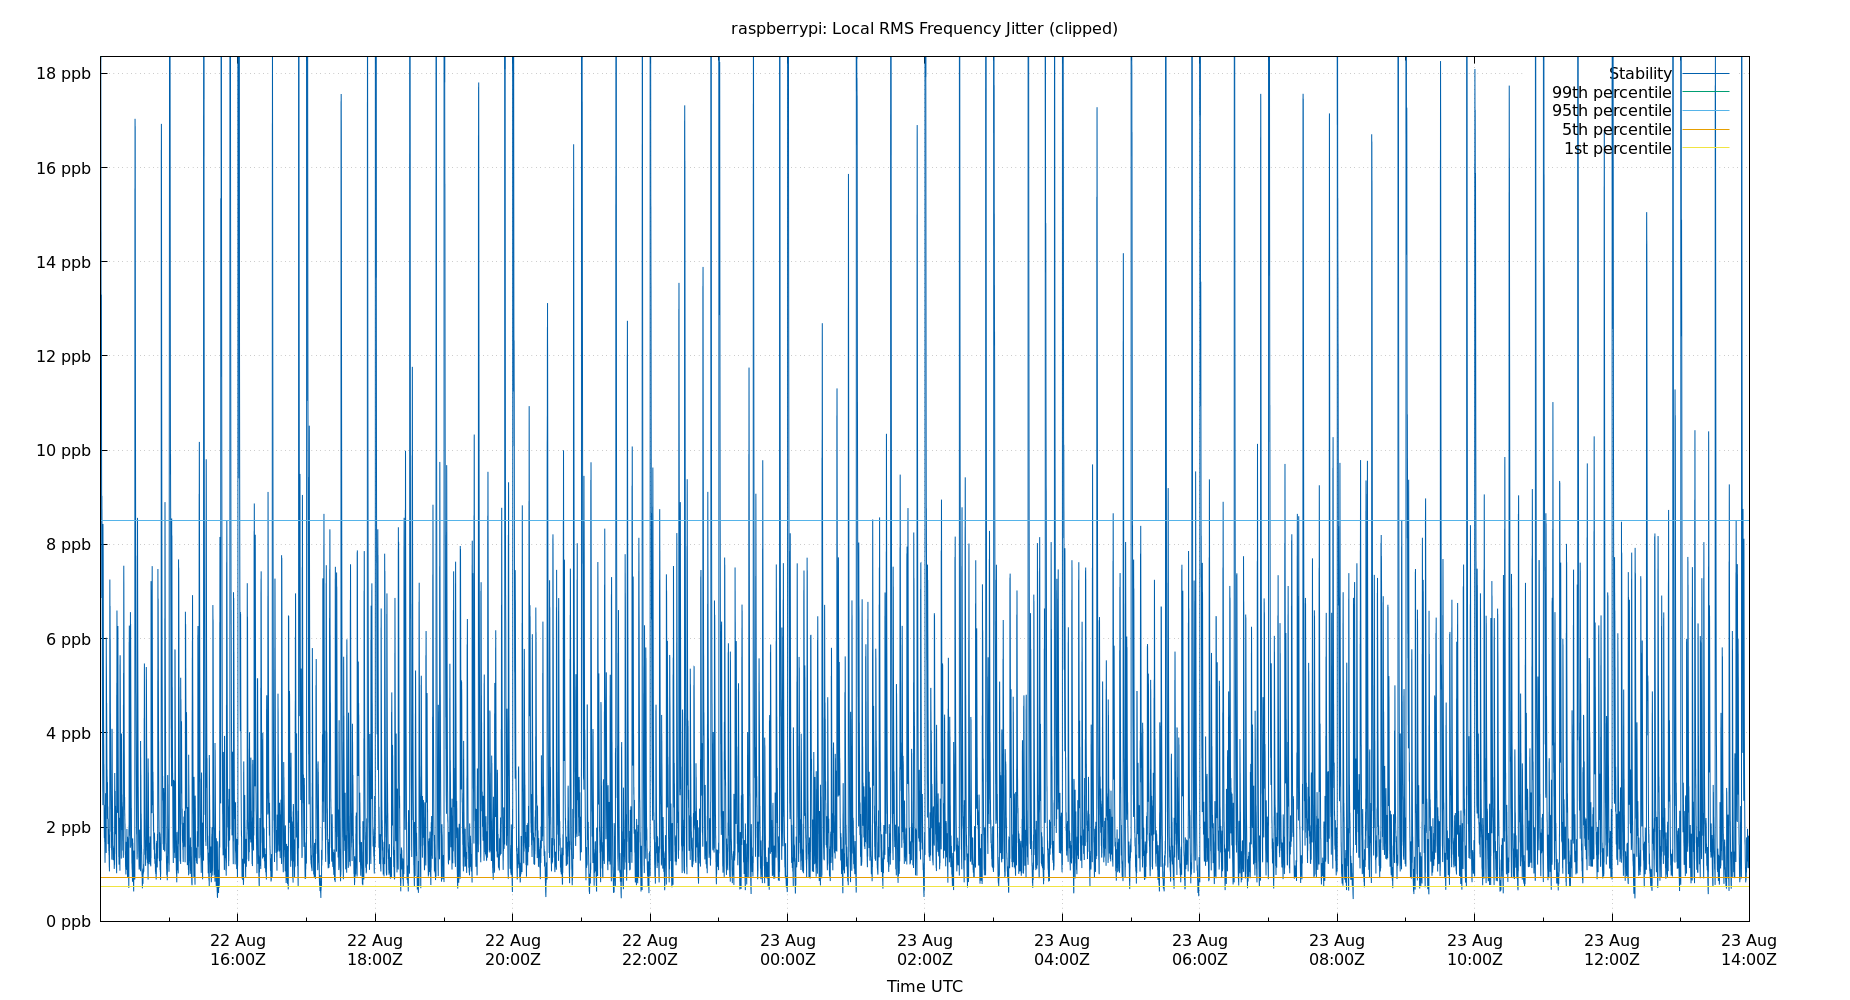 raspberrypi: Local RMS Frequency Jitter (clipped)
18 ppb
16 ppb
14 ppb
12 ppb
10 ppb
8 ppb
6 ppb
4 ppb
2 ppb
0 ppb
Stability
99th percentile
95th percentile
5th percentile
1st percentile
22 Aug
16:00Z
22 Aug
18:00Z
22 Aug
20:00Z
22 Aug
22:00Z
23 Aug
00:00Z
23 Aug
02:00Z
23 Aug
04:00Z
23 Aug
06:00Z
23 Aug
08:00Z
23 Aug
10:00Z
23 Aug
12:00Z
23 Aug
14:00Z
Time UTC